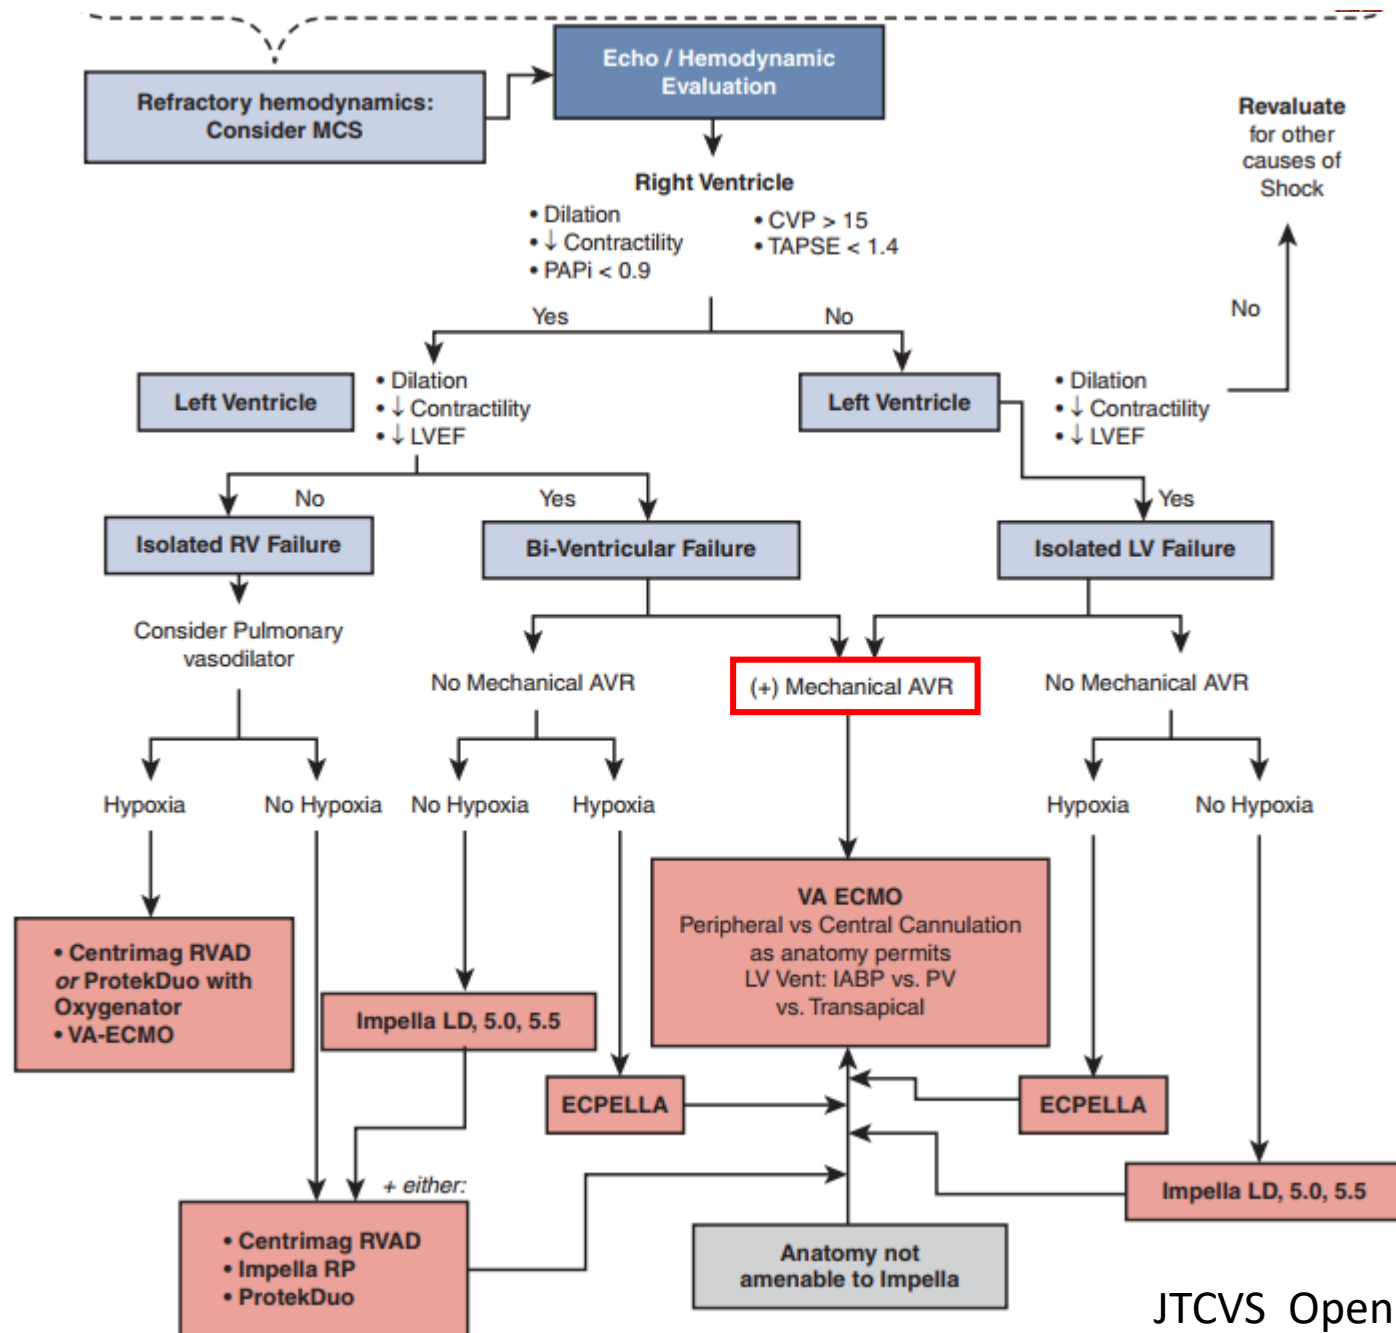 Echo / Hemodynamic
Evaluation
Refractory hemodynamics:
Consider MCS
Revaluate
for other
causes of
Shock
Right Ventricle
• Dilation
• ↓ Contractility
• PAPi < 0.9
• CVP > 15
• TAPSE < 1.4
Yes
No
No
Left Ventricle
• Dilation
• ↓ Contractility
• ↓ LVEF
Left Ventricle
• Dilation
• ↓ Contractility
• ↓ LVEF
No
Yes
Yes
Isolated RV Failure
Bi-Ventricular Failure
Isolated LV Failure
Consider Pulmonary
vasodilator
No Mechanical AVR
(+) Mechanical AVR
No Mechanical AVR
Hypoxia
No Hypoxia
No Hypoxia
Hypoxia
Hypoxia
No Hypoxia
• Centrimag RVAD
or ProtekDuo with
Oxygenator
• VA-ECMO
Impella LD, 5.0, 5.5
VA ECMO
Peripheral vs Central Cannulation
as anatomy permits
LV Vent: IABP vs. PV
vs. Transapical
ECPELLA
ECPELLA
Impella LD, 5.0, 5.5
+ either:
• Centrimag RVAD
• Impella RP
• ProtekDuo
Anatomy not
amenable to Impella
JTCVS Open